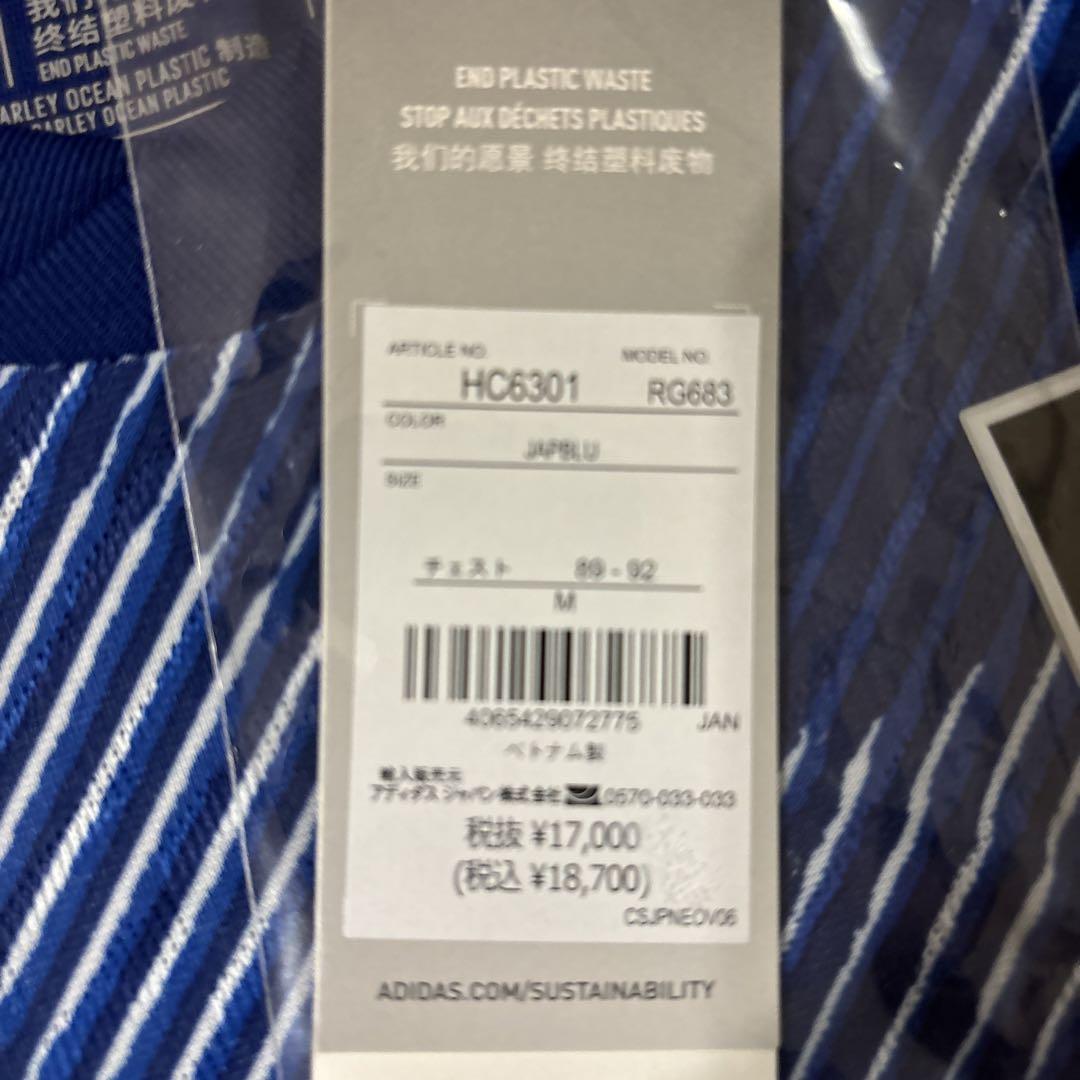 我们
终结塑料废
END PLASTIC WASTE
PARLEY OCEAN PLASTIC 制造
PARLEY OCEAN PLASTIC
END PLASTIC WASTE
STOP AUX DÉCHETS PLASTIQUES
我们的愿景 终结塑料废物
ARTICLE NO. MODEL NO.
HC6301 RG683
COLOR
JAPBLU
SIZE
チェスト 89 - 92
M
4065429072775 JAN
ベトナム製
輸入販売元
アディダス ジャパン株式会社 0570-033-033
税抜 ¥17,000
(税込 ¥18,700)
CSJPNEOV06
ADIDAS.COM/SUSTAINABILITY